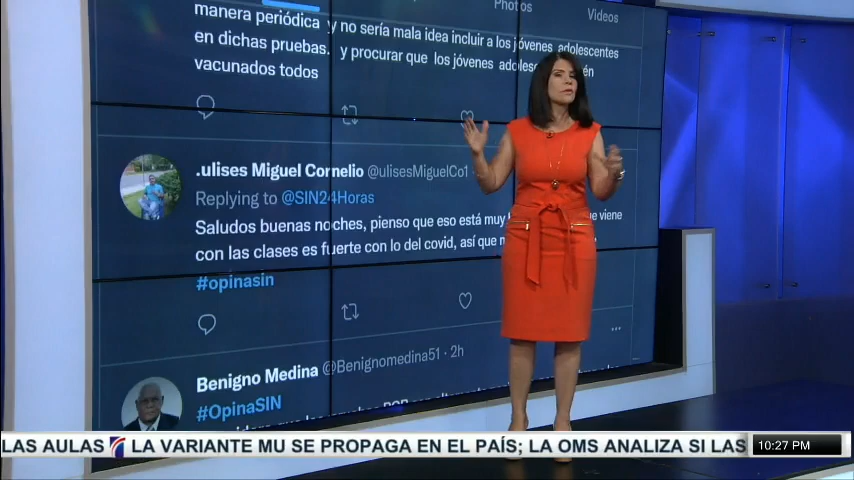 Photos
Videos
manera periódica y no sería mala idea incluir a los jóvenes adolescentes
en dichas pruebas. y procurar que los jóvenes
vacunados todos
.ulises Miguel Cornelio @ulisesMiguelCo1
Replying to @SIN24Horas
Saludos buenas noches, pienso que eso está muy viene
con las clases es fuerte con lo del covid, así que
#opinasin
Benigno Medina @Benignomedina51 · 2h
#OpinaSIN
LAS AULAS LA VARIANTE MU SE PROPAGA EN EL PAÍS; LA OMS ANALIZA SI LAS
10:27 PM